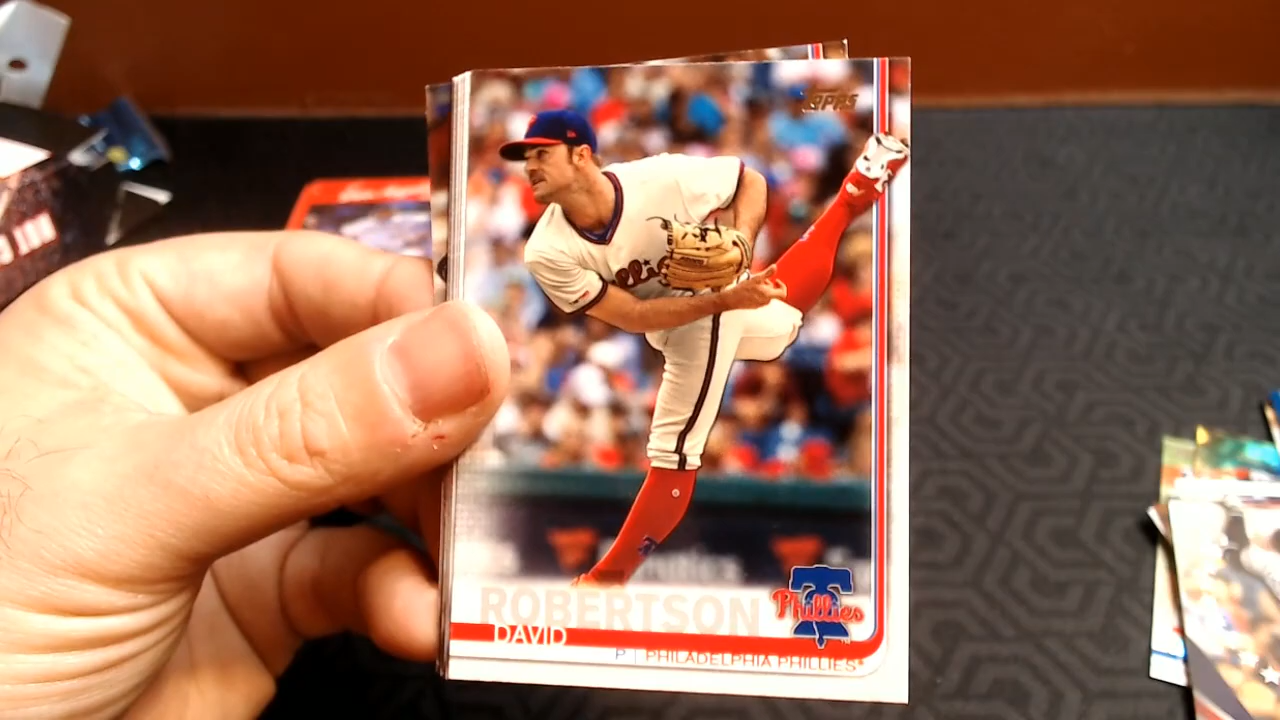 TOPPS
Phillies
ROBERTSON
DAVID
P | PHILADELPHIA PHILLIES